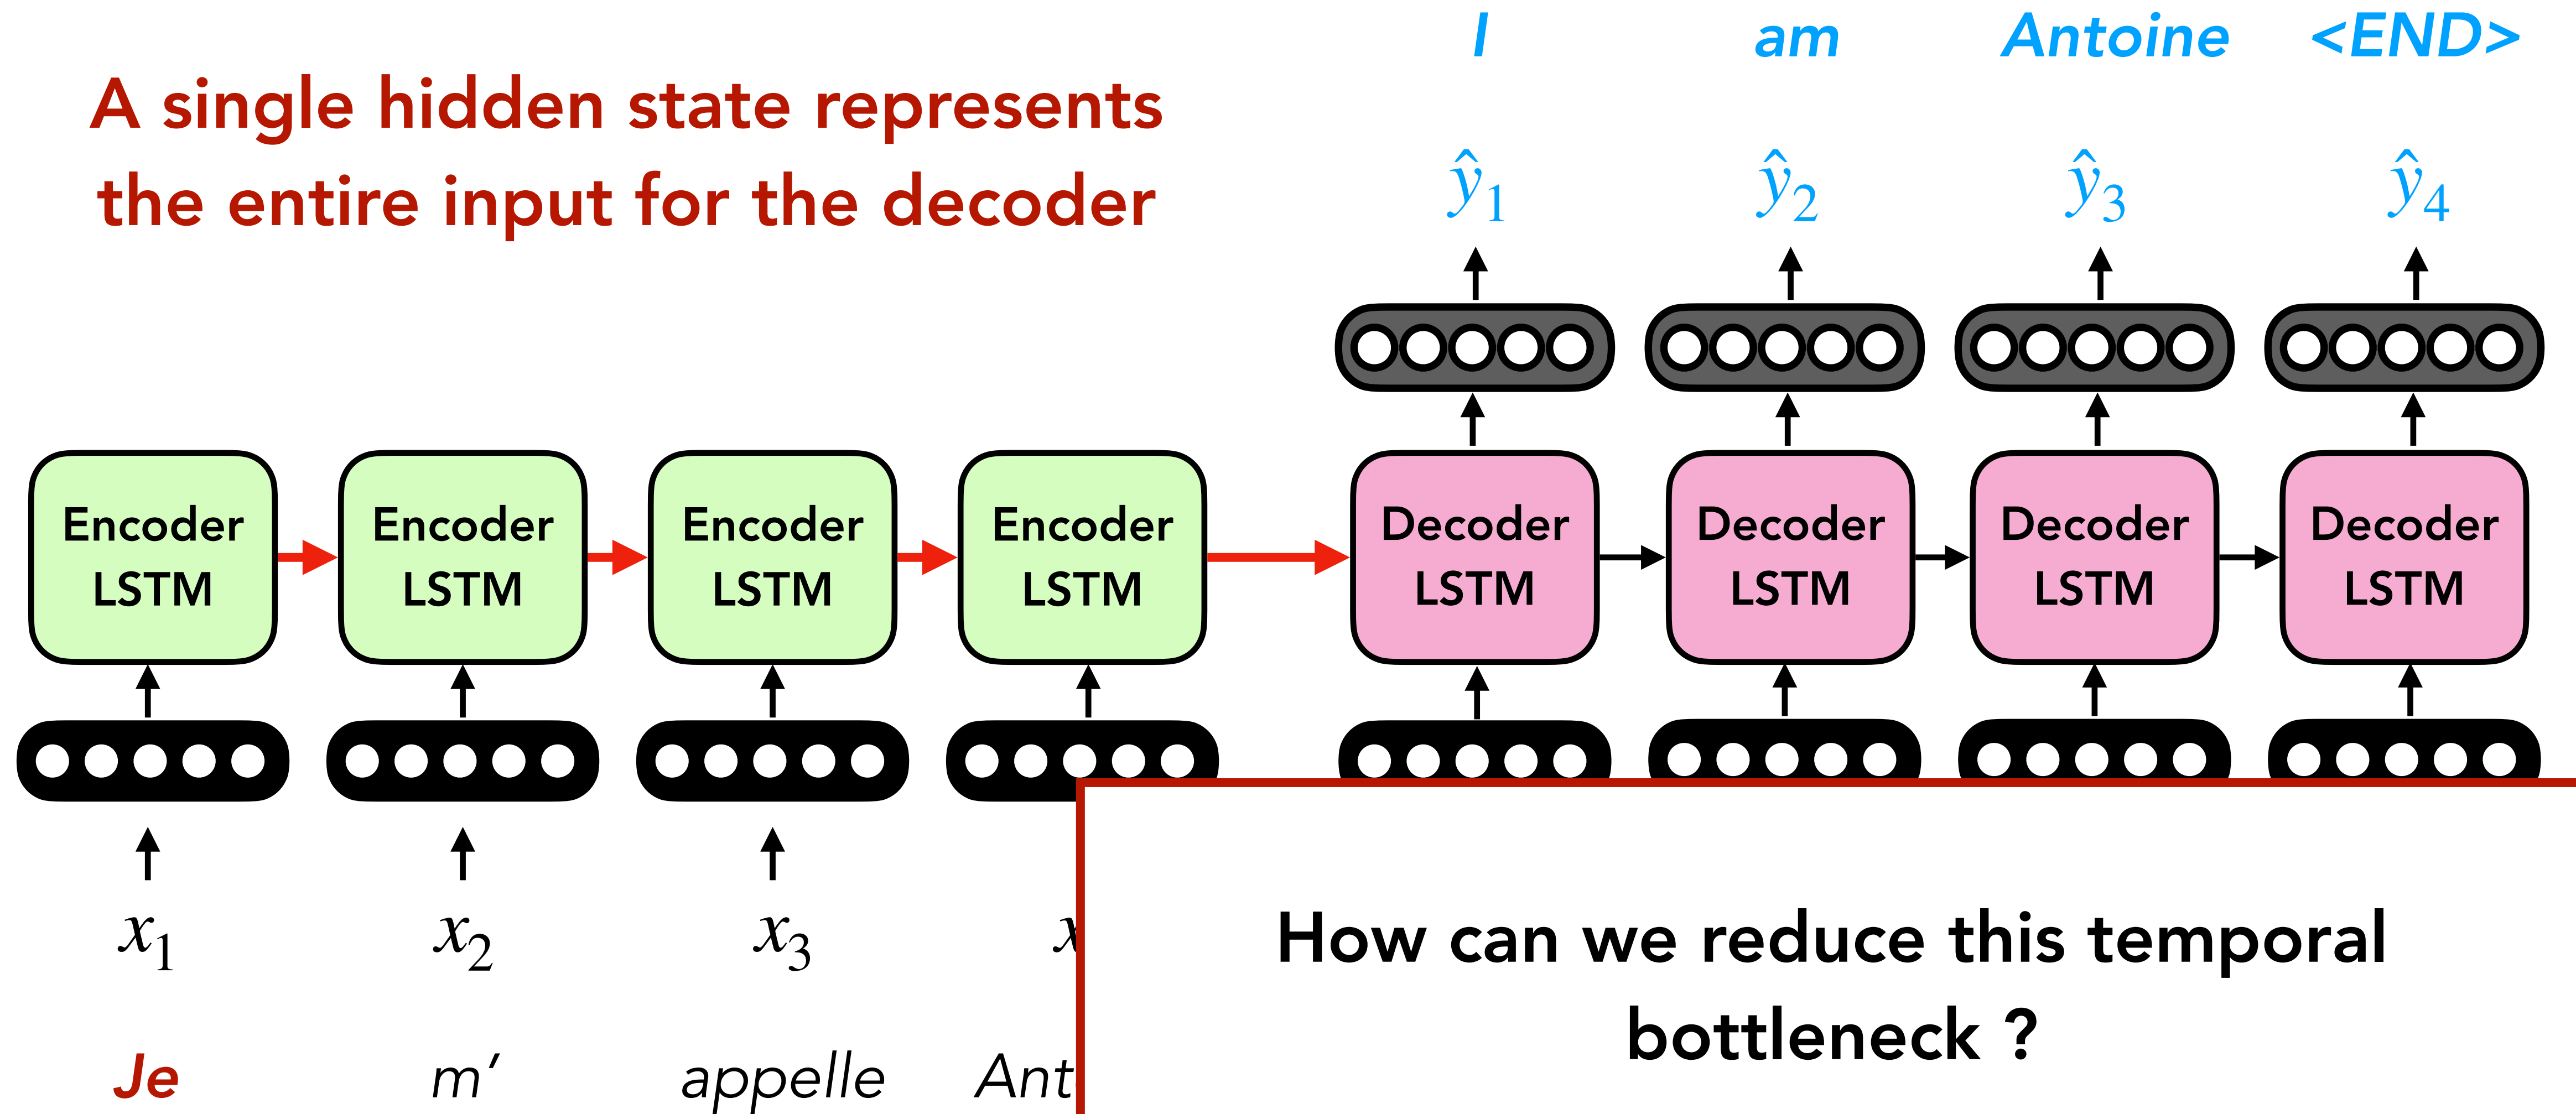 I am Antoine <END>
A single hidden state represents
the entire input for the decoder
ŷ1 ŷ2 ŷ3 ŷ4
Encoder LSTM
Encoder LSTM
Encoder LSTM
Encoder LSTM
Decoder LSTM
Decoder LSTM
Decoder LSTM
Decoder LSTM
x1 x2 x3
How can we reduce this temporal
bottleneck ?
Je m' appelle